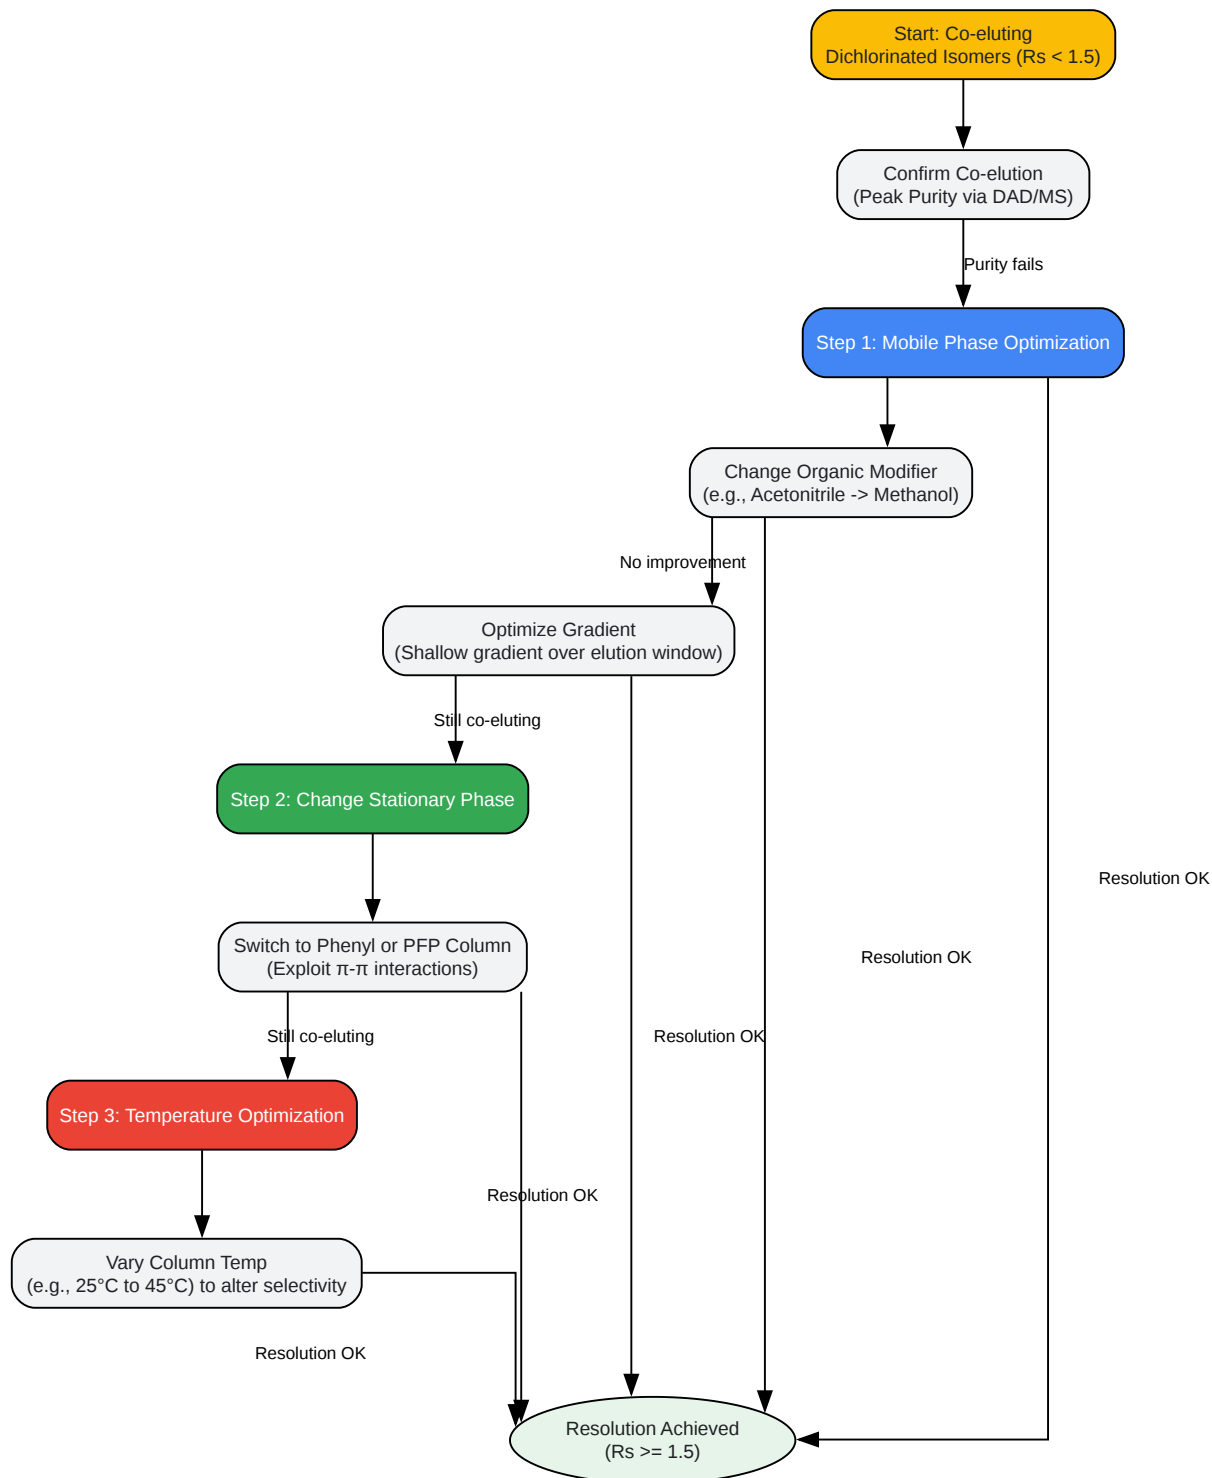 Start: Co-eluting
Dichlorinated Isomers (Rs < 1.5)
Confirm Co-elution
(Peak Purity via DAD/MS)
Purity fails
Step 1: Mobile Phase Optimization
Change Organic Modifier
(e.g., Acetonitrile -> Methanol)
No improvement
Optimize Gradient
(Shallow gradient over elution window)
Still co-eluting
Step 2: Change Stationary Phase
Resolution OK
Switch to Phenyl or PFP Column
(Exploit π-π interactions)
Resolution OK
Still co-eluting
Resolution OK
Step 3: Temperature Optimization
Resolution OK
Vary Column Temp
(e.g., 25°C to 45°C) to alter selectivity
Resolution OK
Resolution Achieved
(Rs >= 1.5)